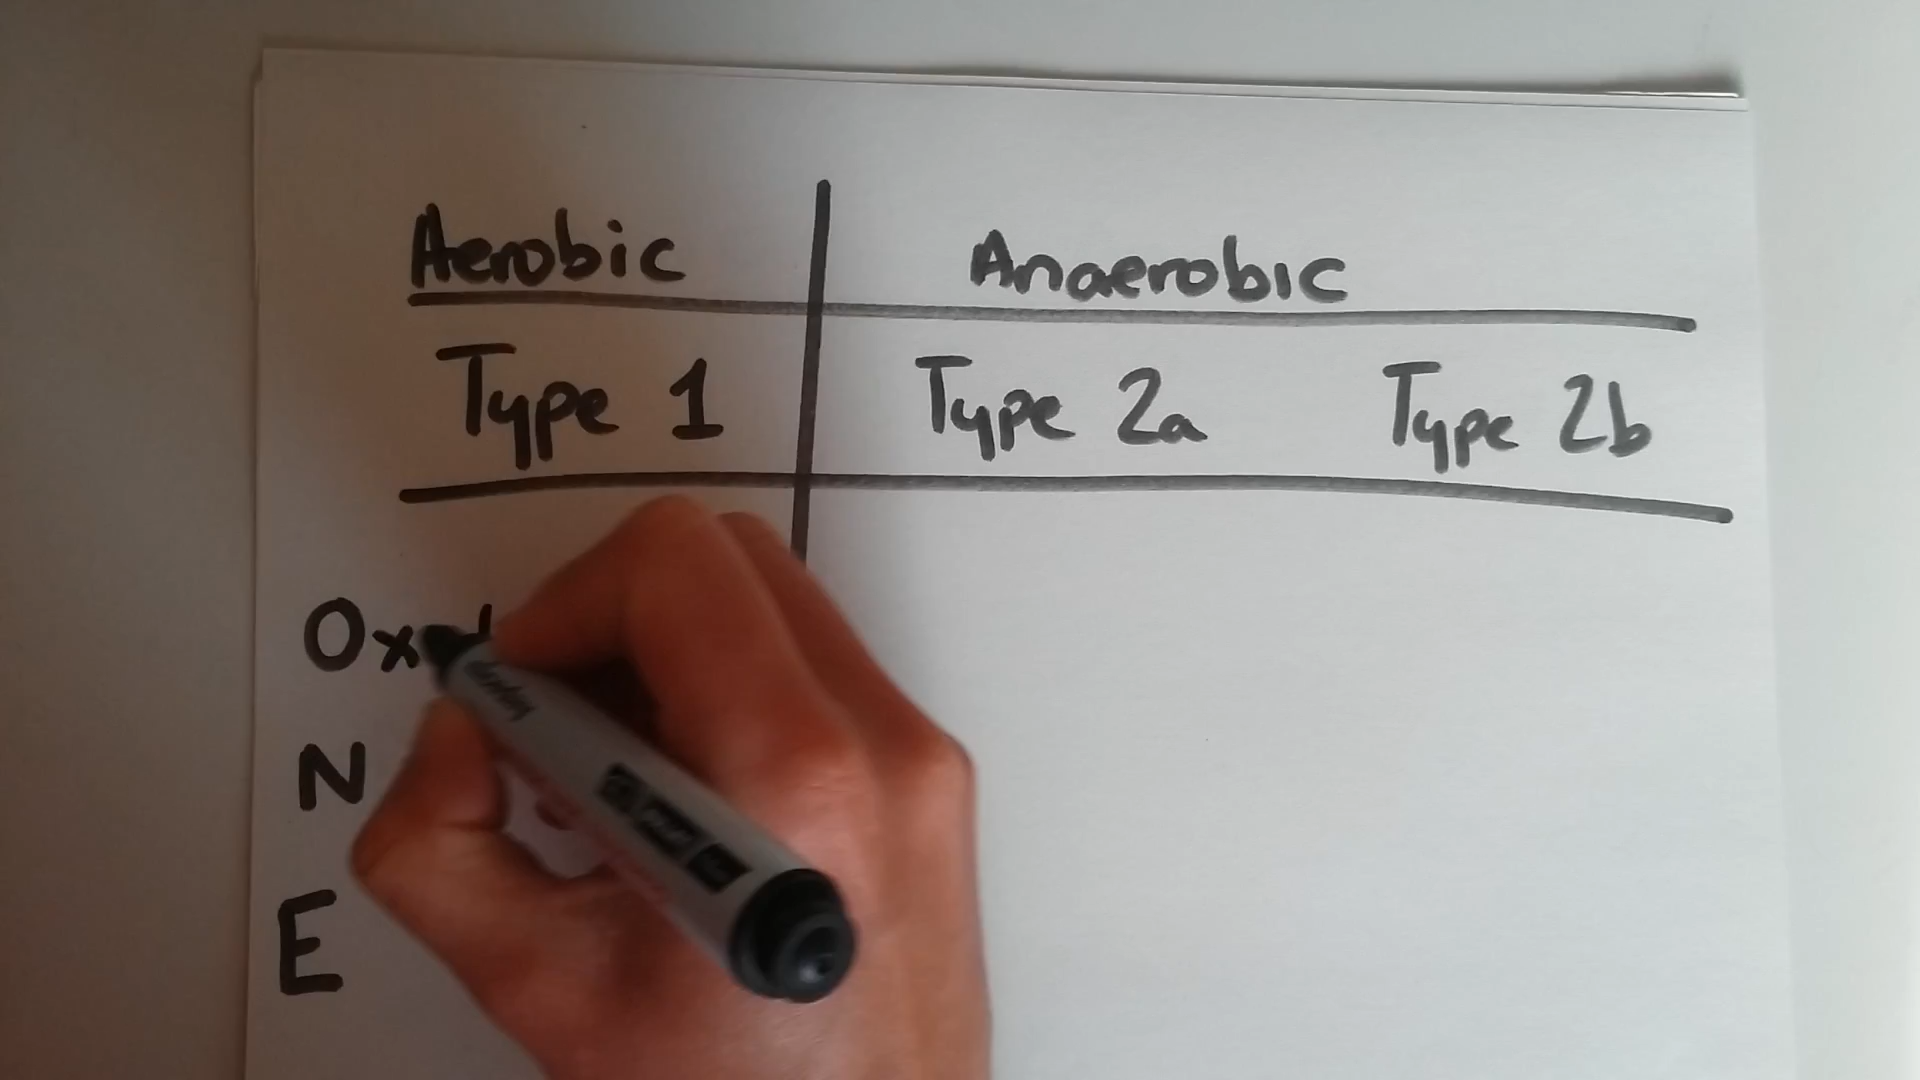 Aerobic Anaerobic
Type 1 Type 2a Type 2b
Ox
N
E